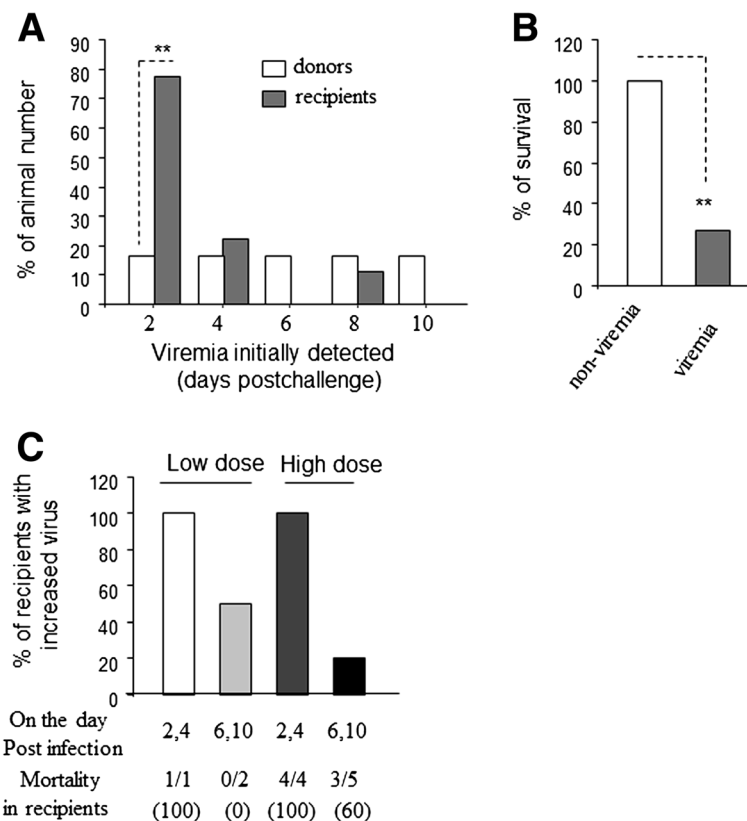 A
90
80
70
60
50
40
30
20
10
0
% of animal number
**
donors
recipients
2 4 6 8 10
Viremia initially detected
(days postchallenge)
B
120
100
80
60
40
20
0
% of survival
**
non-viremia
viremia
C
Low dose High dose
120
100
80
60
40
20
0
% of recipients with
increased virus
On the day
Post infection
2,4 6,10 2,4 6,10
Mortality
in recipients
1/1 0/2 4/4 3/5
(100) (0) (100) (60)